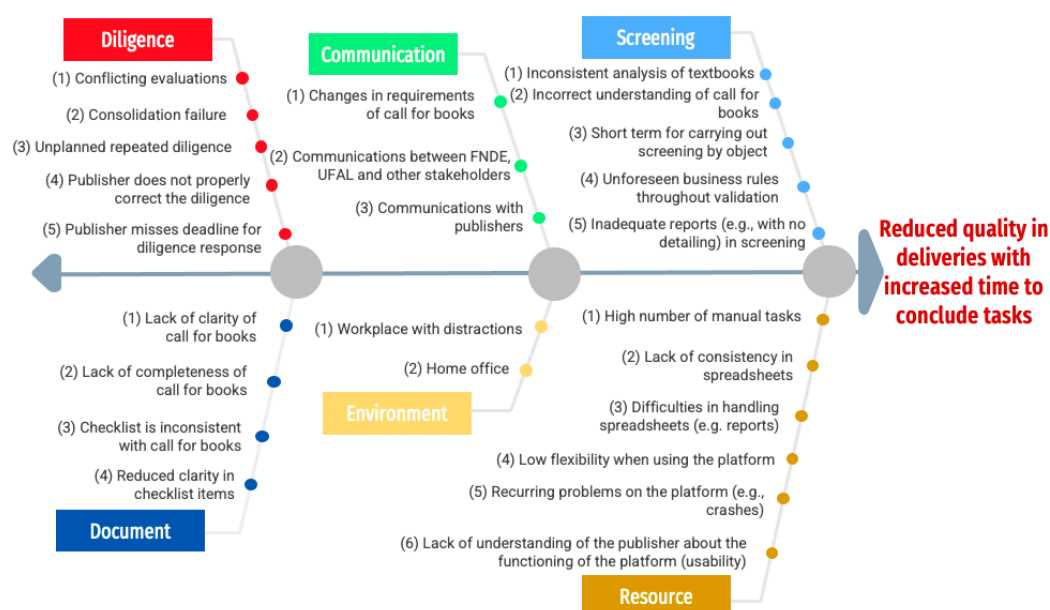 Diligence
(1) Conflicting evaluations
(2) Consolidation failure
(3) Unplanned repeated diligence
(4) Publisher does not properly
correct the diligence
(5) Publisher misses deadline for
diligence response
Communication
(1) Changes in requirements
of call for books
(2) Communications between FNDE,
UFAL and other stakeholders
(3) Communications with
publishers
Screening
(1) Inconsistent analysis of textbooks
(2) Incorrect understanding of call for
books
(3) Short term for carrying out
screening by object
(4) Unforeseen business rules
throughout validation
(5) Inadequate reports (e.g., with no
detailing) in screening
Reduced quality in
deliveries with
increased time to
conclude tasks
(1) Lack of clarity of
call for books
(2) Lack of completeness of
call for books
(3) Checklist is inconsistent
with call for books
(4) Reduced clarity in
checklist items
Document
(1) Workplace with distractions
(2) Home office
Environment
(1) High number of manual tasks
(2) Lack of consistency in
spreadsheets
(3) Difficulties in handling
spreadsheets (e.g. reports)
(4) Low flexibility when using the platform
(5) Recurring problems on the platform (e.g.,
crashes)
(6) Lack of understanding of the publisher about the
functioning of the platform (usability)
Resource